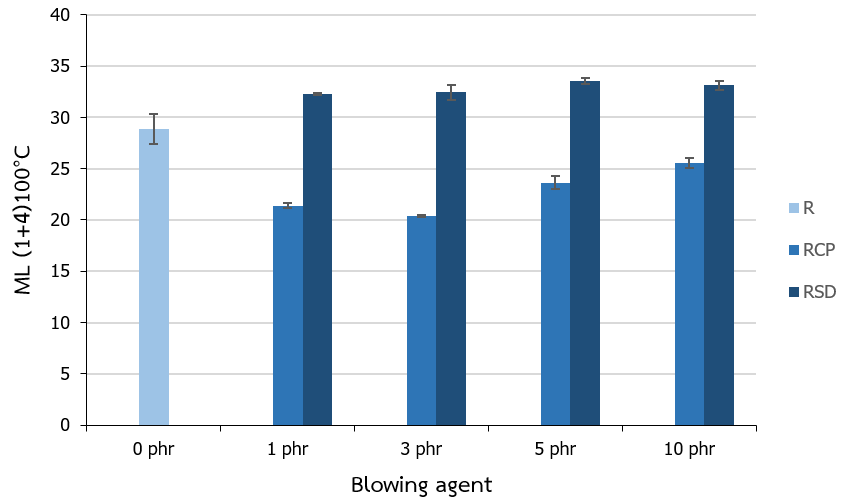 40
35
30
25
20
15
10
5
0
ML (1+4)100°C
0 phr
1 phr
3 phr
5 phr
10 phr
Blowing agent
R
RCP
RSD